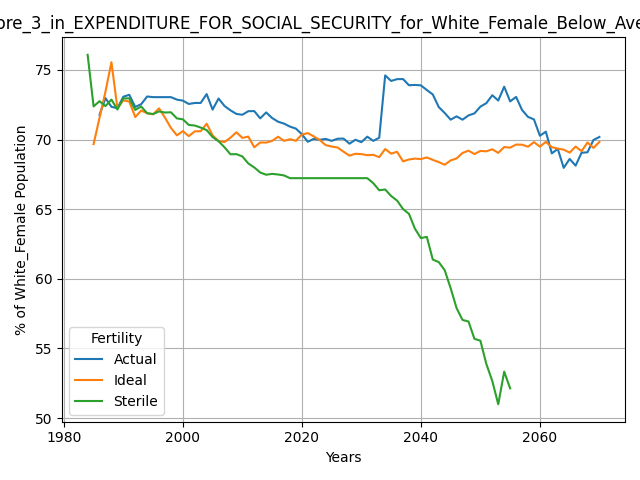 ore_3_in_EXPENDITURE_FOR_SOCIAL_SECURITY_for_White_Female_Below_Ave
% of White_Female Population
75
70
65
60
55
50
Fertility
Actual
Ideal
Sterile
1980 2000 2020 2040 2060
Years